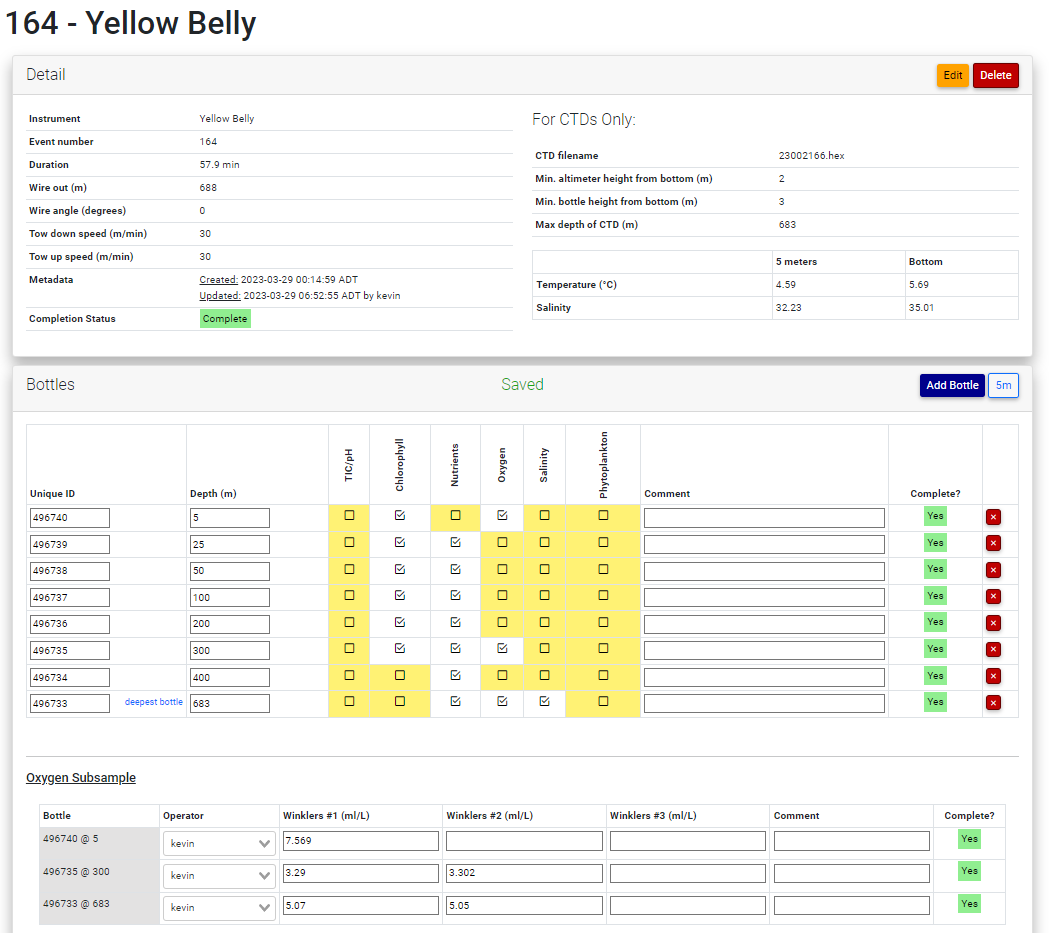 164 - Yellow Belly
Detail
Edit Delete
Instrument Yellow Belly
Event number 164
Duration 57.9 min
Wire out (m) 688
Wire angle (degrees) 0
Tow down speed (m/min) 30
Tow up speed (m/min) 30
Metadata Created: 2023-03-29 00:14:59 ADT
Updated: 2023-03-29 06:52:55 ADT by kevin
Completion Status Complete
For CTDs Only:
CTD filename 23002166.hex
Min. altimeter height from bottom (m) 2
Min. bottle height from bottom (m) 3
Max depth of CTD (m) 683
5 meters Bottom
Temperature (°C) 4.59 5.69
Salinity 32.23 35.01
Bottles Saved Add Bottle 5m
Unique ID Depth (m) TIC/pH Chlorophyll Nutrients Oxygen Salinity Phytoplankton Comment Complete?
496740 5 Yes
496739 25 Yes
496738 50 Yes
496737 100 Yes
496736 200 Yes
496735 300 Yes
496734 400 Yes
496733 deepest bottle 683 Yes
Oxygen Subsample
Bottle Operator Winklers #1 (ml/L) Winklers #2 (ml/L) Winklers #3 (ml/L) Comment Complete?
496740 @ 5 kevin 7.569 Yes
496735 @ 300 kevin 3.29 3.302 Yes
496733 @ 683 kevin 5.07 5.05 Yes